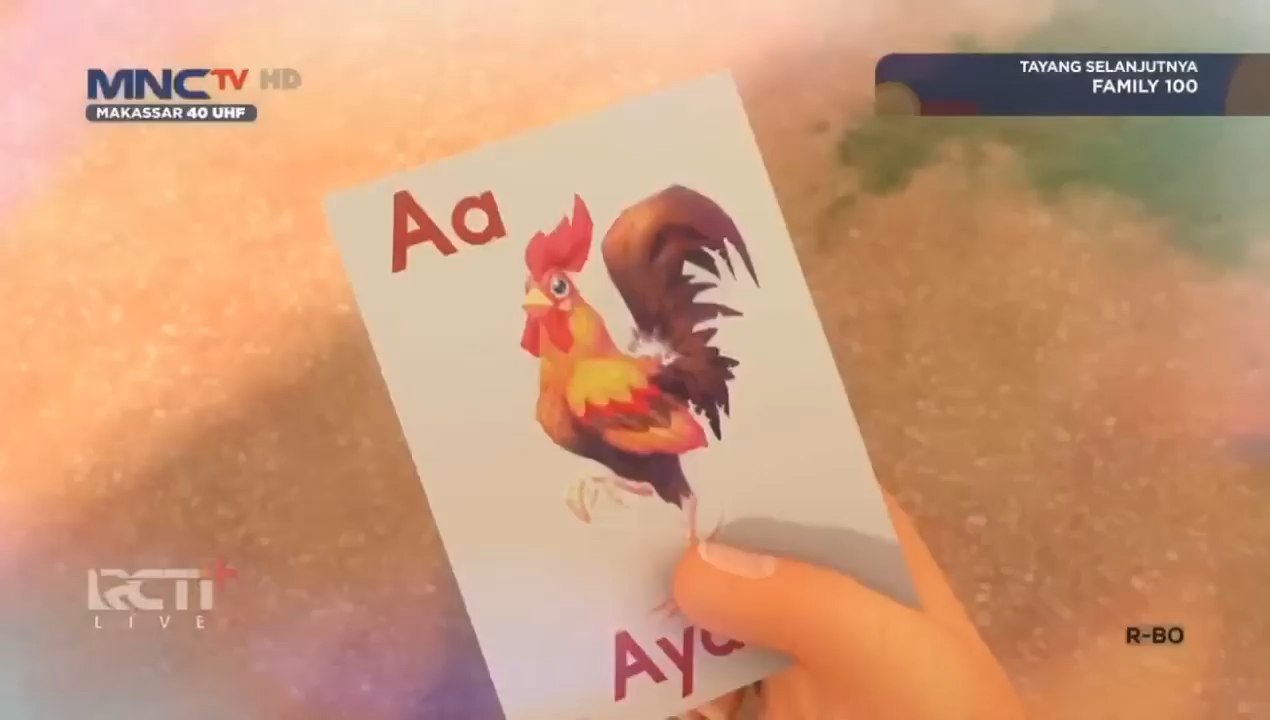 MNCTV HD
MAKASSAR 40 UHF
TAYANG SELANJUTNYA
FAMILY 100
Aa
RCTI+
LIVE
R-BO